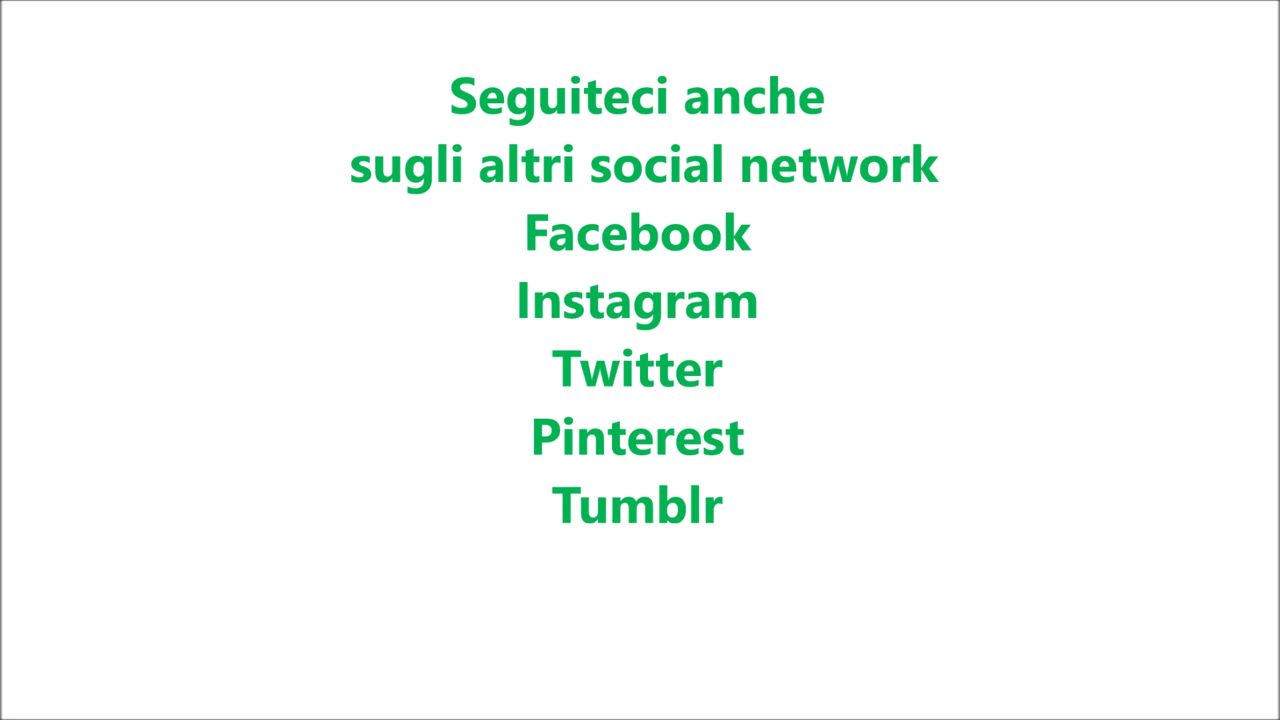 Seguiteci anche
sugli altri social network
Facebook
Instagram
Twitter
Pinterest
Tumblr